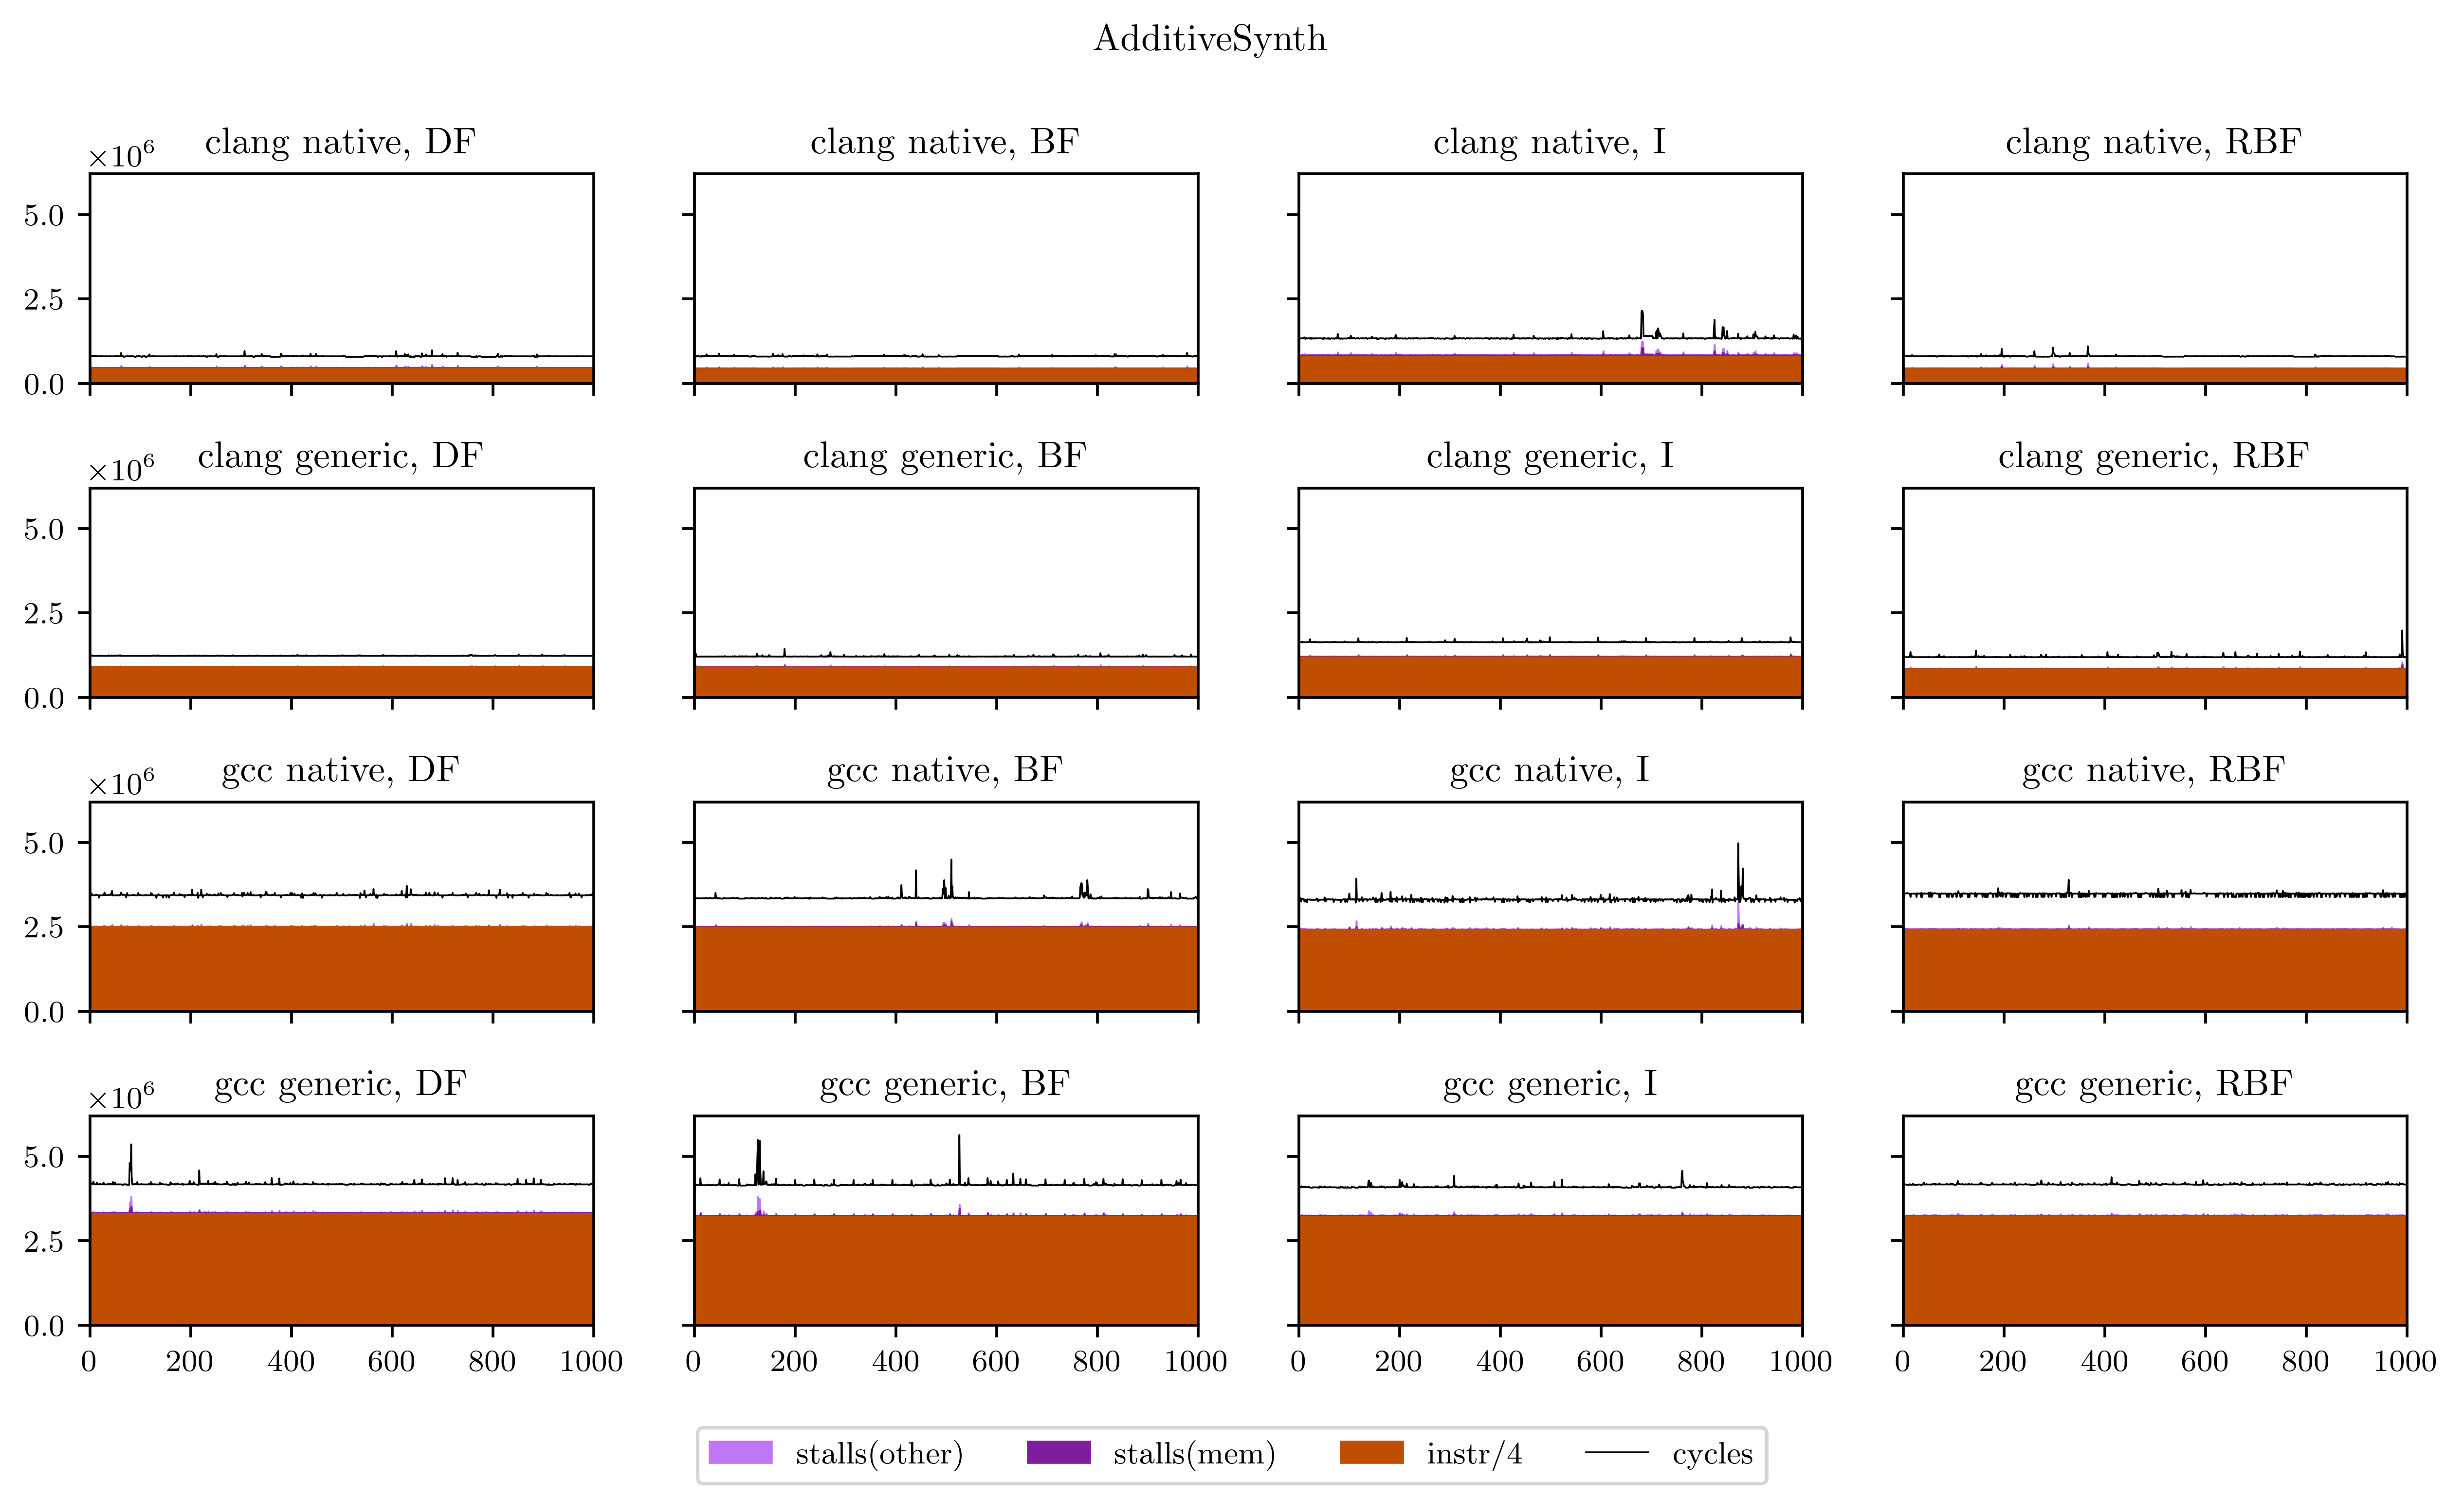 AdditiveSynth
clang native, DF
clang native, BF
clang native, I
clang native, RBF
×10⁶
5.0
2.5
0.0
clang generic, DF
clang generic, BF
clang generic, I
clang generic, RBF
×10⁶
5.0
2.5
0.0
gcc native, DF
gcc native, BF
gcc native, I
gcc native, RBF
×10⁶
5.0
2.5
0.0
gcc generic, DF
gcc generic, BF
gcc generic, I
gcc generic, RBF
×10⁶
5.0
2.5
0.0
0 200 400 600 800 1000
0 200 400 600 800 1000
0 200 400 600 800 1000
0 200 400 600 800 1000
stalls(other) stalls(mem) instr/4 cycles